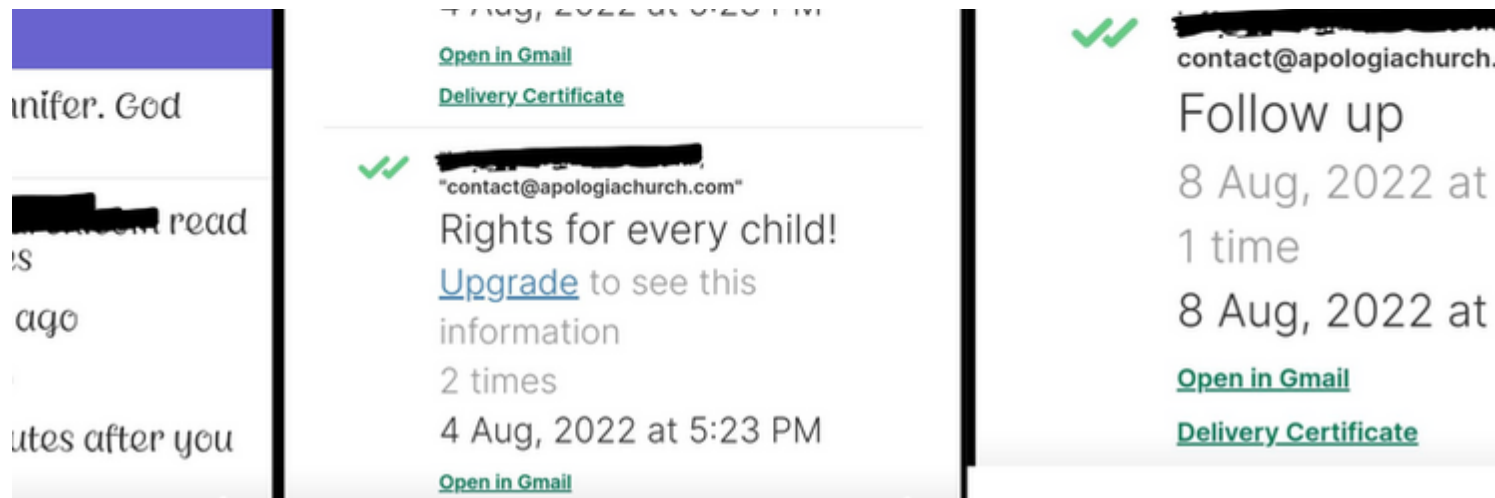 nnifer. God
read
s
ago
utes after you
Open in Gmail
Delivery Certificate
"contact@apologiachurch.com"
Rights for every child!
Upgrade to see this
information
2 times
4 Aug, 2022 at 5:23 PM
Open in Gmail
contact@apologiachurch.
Follow up
8 Aug, 2022 at
1 time
8 Aug, 2022 at
Open in Gmail
Delivery Certificate